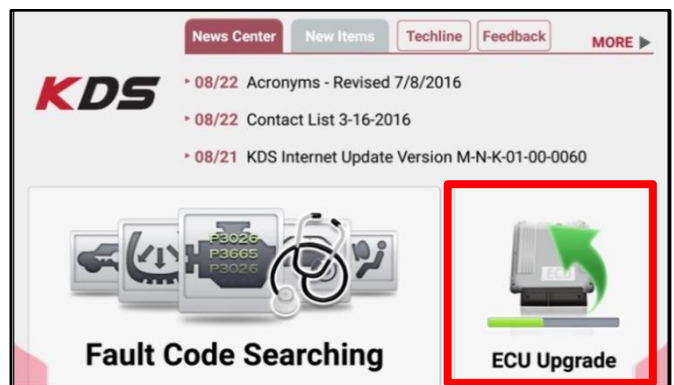 News Center New Items Techline Feedback MORE
KDS
08/22 Acronyms - Revised 7/8/2016
08/22 Contact List 3-16-2016
08/21 KDS Internet Update Version M-N-K-01-00-0060
P3026
P3665
P3026
ECU
Fault Code Searching
ECU Upgrade